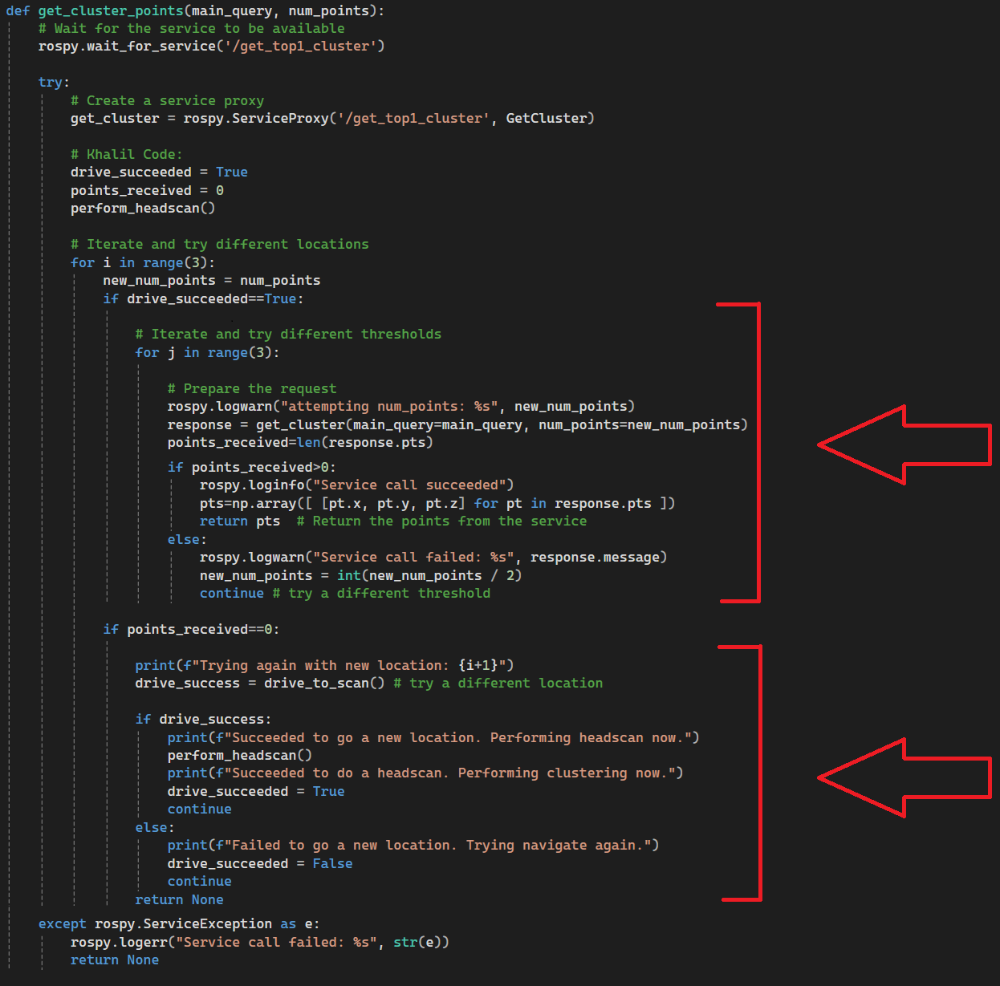 def get_cluster_points(main_query, num_points):
# Wait for the service to be available
rospy.wait_for_service('/get_top1_cluster')
try:
# Create a service proxy
get_cluster = rospy.ServiceProxy('/get_top1_cluster', GetCluster)
# Khalil Code:
drive_succeeded = True
points_received = 0
perform_headscan()
# Iterate and try different locations
for i in range(3):
new_num_points = num_points
if drive_succeeded==True:
# Iterate and try different thresholds
for j in range(3):
# Prepare the request
rospy.logwarn("attempting num_points: %s", new_num_points)
response = get_cluster(main_query=main_query, num_points=new_num_points)
points_received=len(response.pts)
if points_received>0:
rospy.loginfo("Service call succeeded")
pts=np.array([ [pt.x, pt.y, pt.z] for pt in response.pts ])
return pts  # Return the points from the service
else:
rospy.logwarn("Service call failed: %s", response.message)
new_num_points = int(new_num_points / 2)
continue # try a different threshold
if points_received==0:
print(f"Trying again with new location: {i+1}")
drive_success = drive_to_scan() # try a different location
if drive_success:
print(f"Succeeded to go a new location. Performing headscan now.")
perform_headscan()
print(f"Succeeded to do a headscan. Performing clustering now.")
drive_succeeded = True
continue
else:
print(f"Failed to go a new location. Trying navigate again.")
drive_succeeded = False
continue
return None
except rospy.ServiceException as e:
rospy.logerr("Service call failed: %s", str(e))
return None